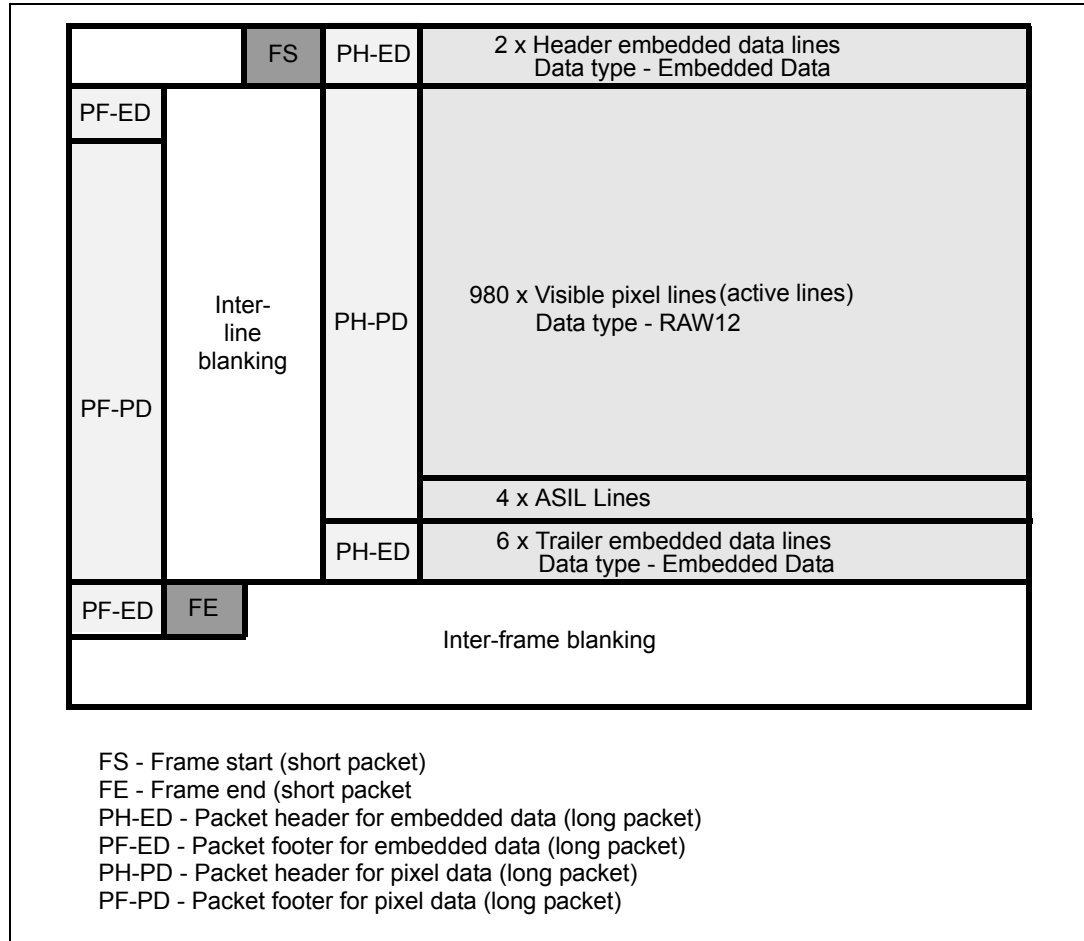 FS
PH-ED
2 x Header embedded data lines
Data type - Embedded Data
PF-ED
PF-PD
Inter-
line
blanking
PH-PD
980 x Visible pixel lines (active lines)
Data type - RAW12
4 x ASIL Lines
PH-ED
6 x Trailer embedded data lines
Data type - Embedded Data
PF-ED
FE
Inter-frame blanking
FS - Frame start (short packet)
FE - Frame end (short packet
PH-ED - Packet header for embedded data (long packet)
PF-ED - Packet footer for embedded data (long packet)
PH-PD - Packet header for pixel data (long packet)
PF-PD - Packet footer for pixel data (long packet)